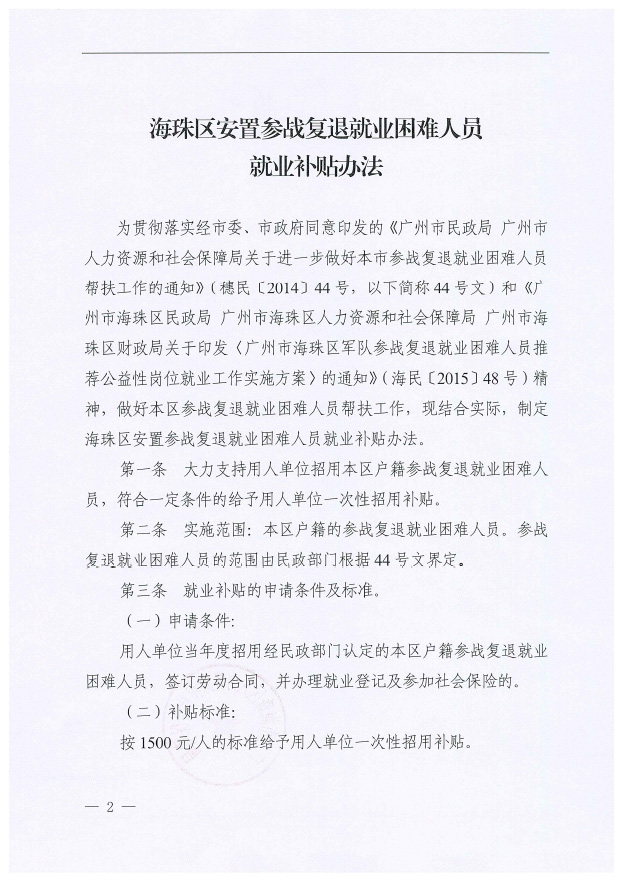 海珠区安置参战复退就业困难人员
就业补贴办法
为贯彻落实经市委、市政府同意印发的《广州市民政局 广州市
人力资源和社会保障局关于进一步做好本市参战复退就业困难人员
帮扶工作的通知》（穗民〔2014〕44 号，以下简称 44 号文）和《广
州市海珠区民政局 广州市海珠区人力资源和社会保障局 广州市海
珠区财政局关于印发〈广州市海珠区军队参战复退就业困难人员推
荐公益性岗位就业工作实施方案〉的通知》（海民〔2015〕48 号）精
神，做好本区参战复退就业困难人员帮扶工作，现结合实际，制定
海珠区安置参战复退就业困难人员就业补贴办法。
第一条 大力支持用人单位招用本区户籍参战复退就业困难人
员，符合一定条件的给予用人单位一次性招用补贴。
第二条 实施范围：本区户籍的参战复退就业困难人员。参战
复退就业困难人员的范围由民政部门根据 44 号文界定。
第三条 就业补贴的申请条件及标准。
（一）申请条件：
用人单位当年度招用经民政部门认定的本区户籍参战复退就业
困难人员，签订劳动合同，并办理就业登记及参加社会保险的。
（二）补贴标准：
按 1500 元/人的标准给予用人单位一次性招用补贴。
— 2 —